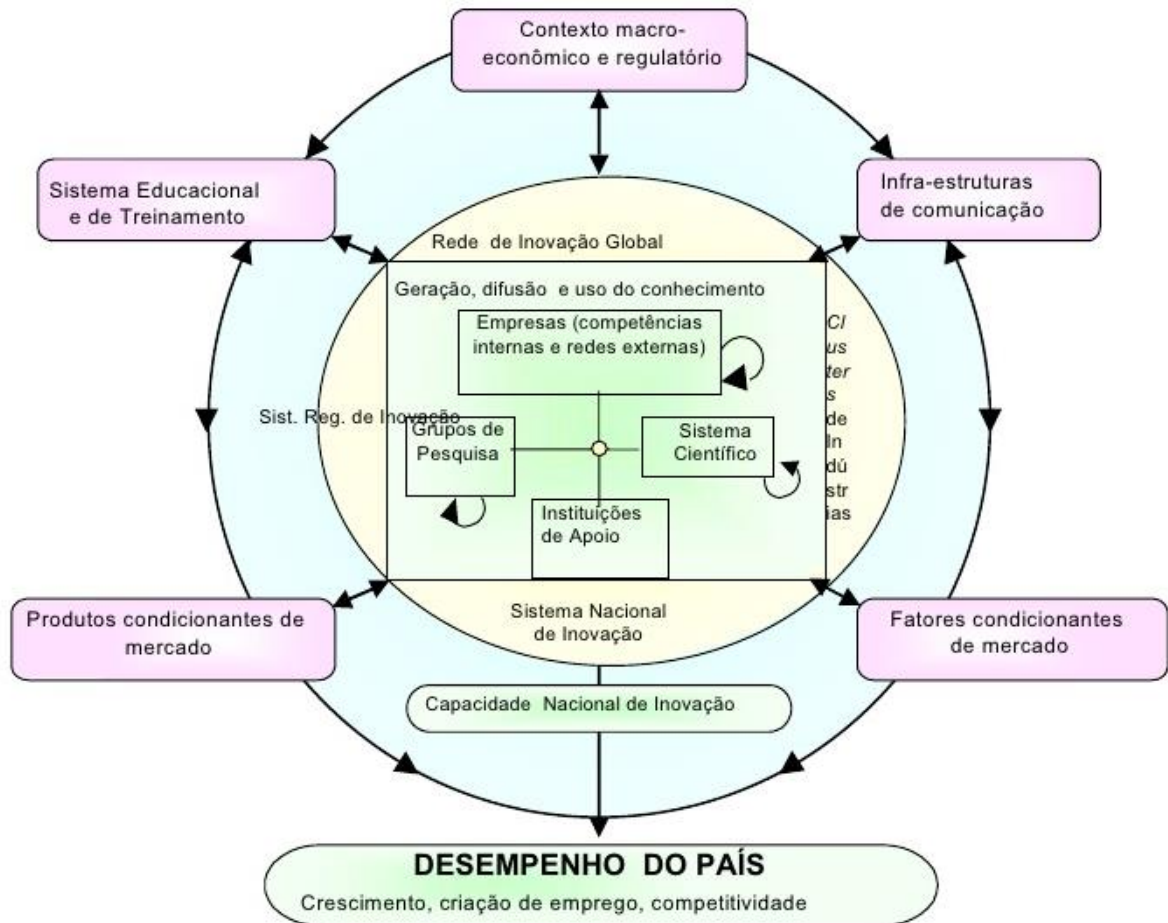 Contexto macro-
econômico e regulatório
Sistema Educacional
e de Treinamento
Infra-estruturas
de comunicação
Rede de Inovação Global
Geração, difusão e uso do conhecimento
Empresas (competências
internas e redes externas)
Cl
us
ter
s
de
In
dú
str
ias
Sist. Reg. de Inovação
Grupos de
Pesquisa
Sistema
Científico
Instituições
de Apoio
Produtos condicionantes de
mercado
Sistema Nacional
de Inovação
Fatores condicionantes
de mercado
Capacidade Nacional de Inovação
DESEMPENHO DO PAÍS
Crescimento, criação de emprego, competitividade